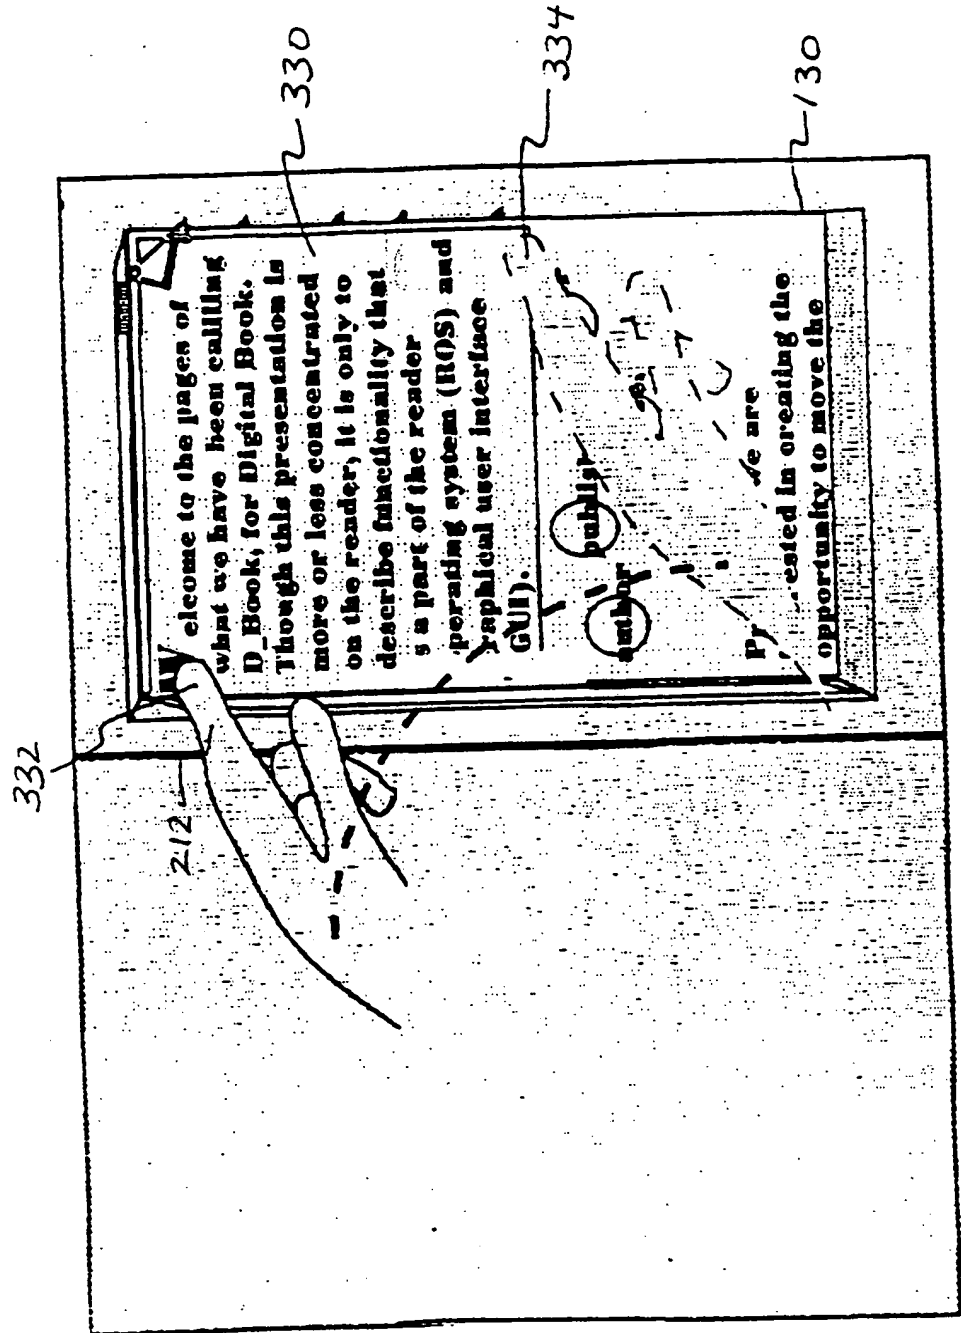 332
212
330
334
130
elcome to the pages of
what we have been calling
D_Book, for Digital Book.
Though this presentation is
more or less concentrated
on the reader, it is only to
describe functionality that
s a part of the reader
perating system (ROS) and
raphical user interface
GUI).
author publis
Pr e are
ested in creating the
opportunity to move the